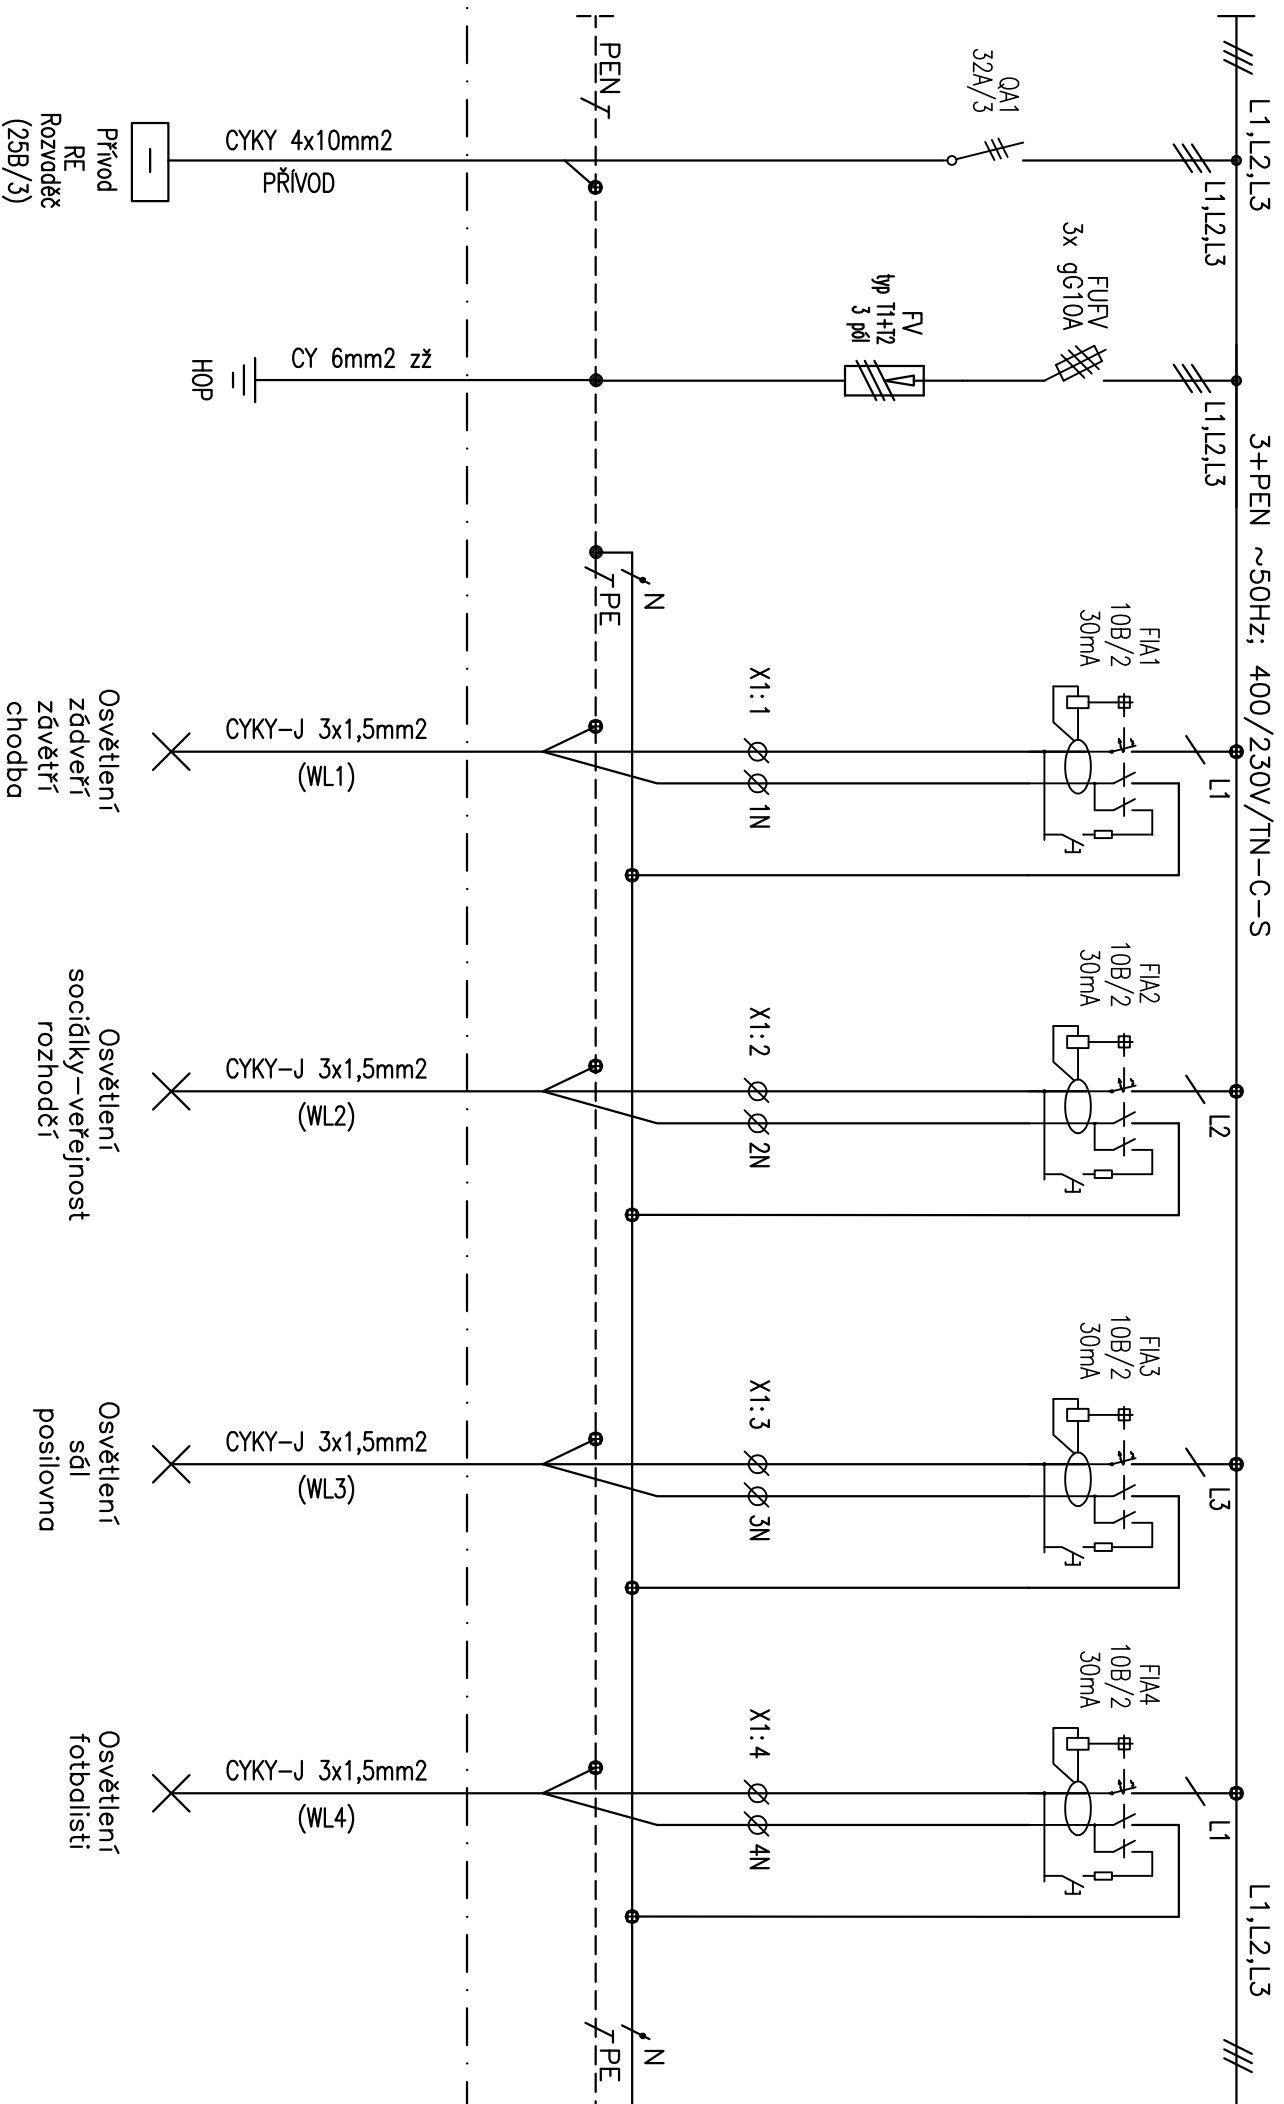 L1,L2,L3
3+PEN ~50Hz; 400/230V/TN-C-S
L1,L2,L3
L1,L2,L3
L1,L2,L3
L1
L2
L3
L1
QA1
32A/3
FUFV
3x gG10A
FV
typ T1+T2
3 pól
FIA1
10B/2
30mA
FIA2
10B/2
30mA
FIA3
10B/2
30mA
FIA4
10B/2
30mA
X1:1
1N
X1:2
2N
X1:3
3N
X1:4
4N
PEN
N
PE
N
PE
CYKY 4x10mm2
PŘÍVOD
CY 6mm2 zž
HOP
CYKY-J 3x1,5mm2
(WL1)
CYKY-J 3x1,5mm2
(WL2)
CYKY-J 3x1,5mm2
(WL3)
CYKY-J 3x1,5mm2
(WL4)
Přívod
RE
Rozvaděč
(25B/3)
Osvětlení
zádveří
závětří
chodba
Osvětlení
sociálky-veřejnost
rozhodčí
Osvětlení
sál
posilovna
Osvětlení
fotbalisti